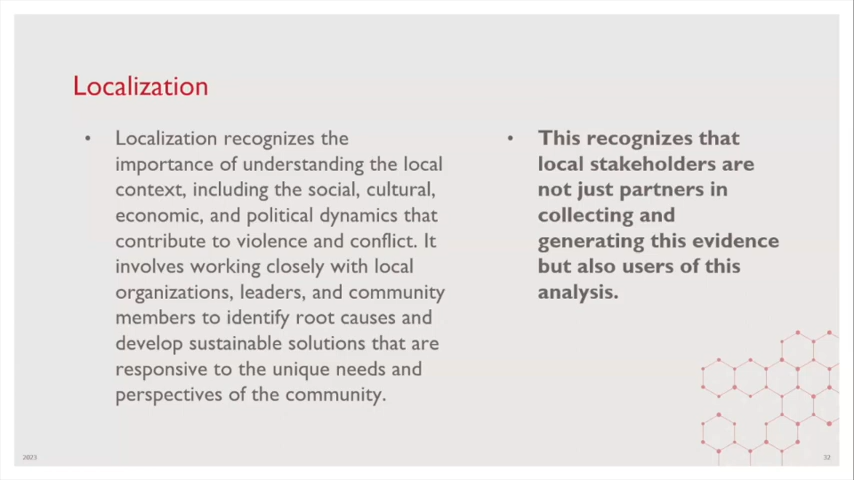 Localization
• Localization recognizes the
importance of understanding the local
context, including the social, cultural,
economic, and political dynamics that
contribute to violence and conflict. It
involves working closely with local
organizations, leaders, and community
members to identify root causes and
develop sustainable solutions that are
responsive to the unique needs and
perspectives of the community.
• This recognizes that
local stakeholders are
not just partners in
collecting and
generating this evidence
but also users of this
analysis.
2023
32